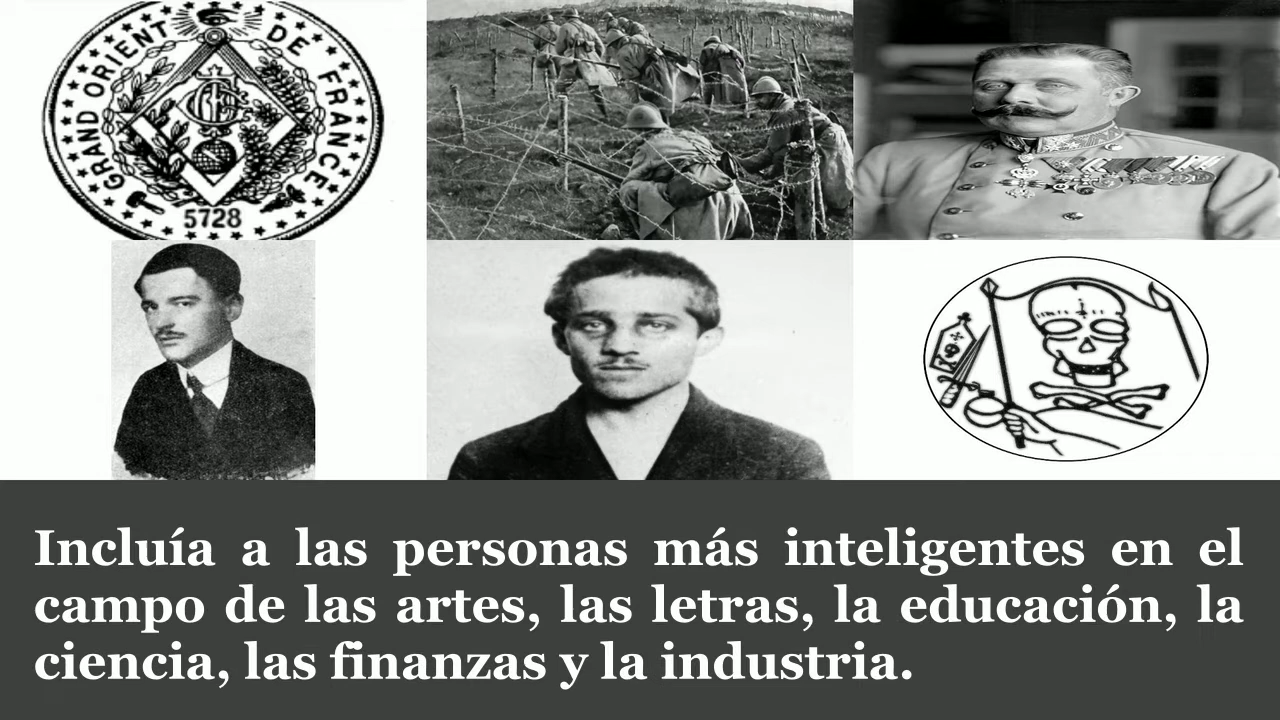 GRAND ORIENT DE FRANCE
5728
Incluía a las personas más inteligentes en el
campo de las artes, las letras, la educación, la
ciencia, las finanzas y la industria.